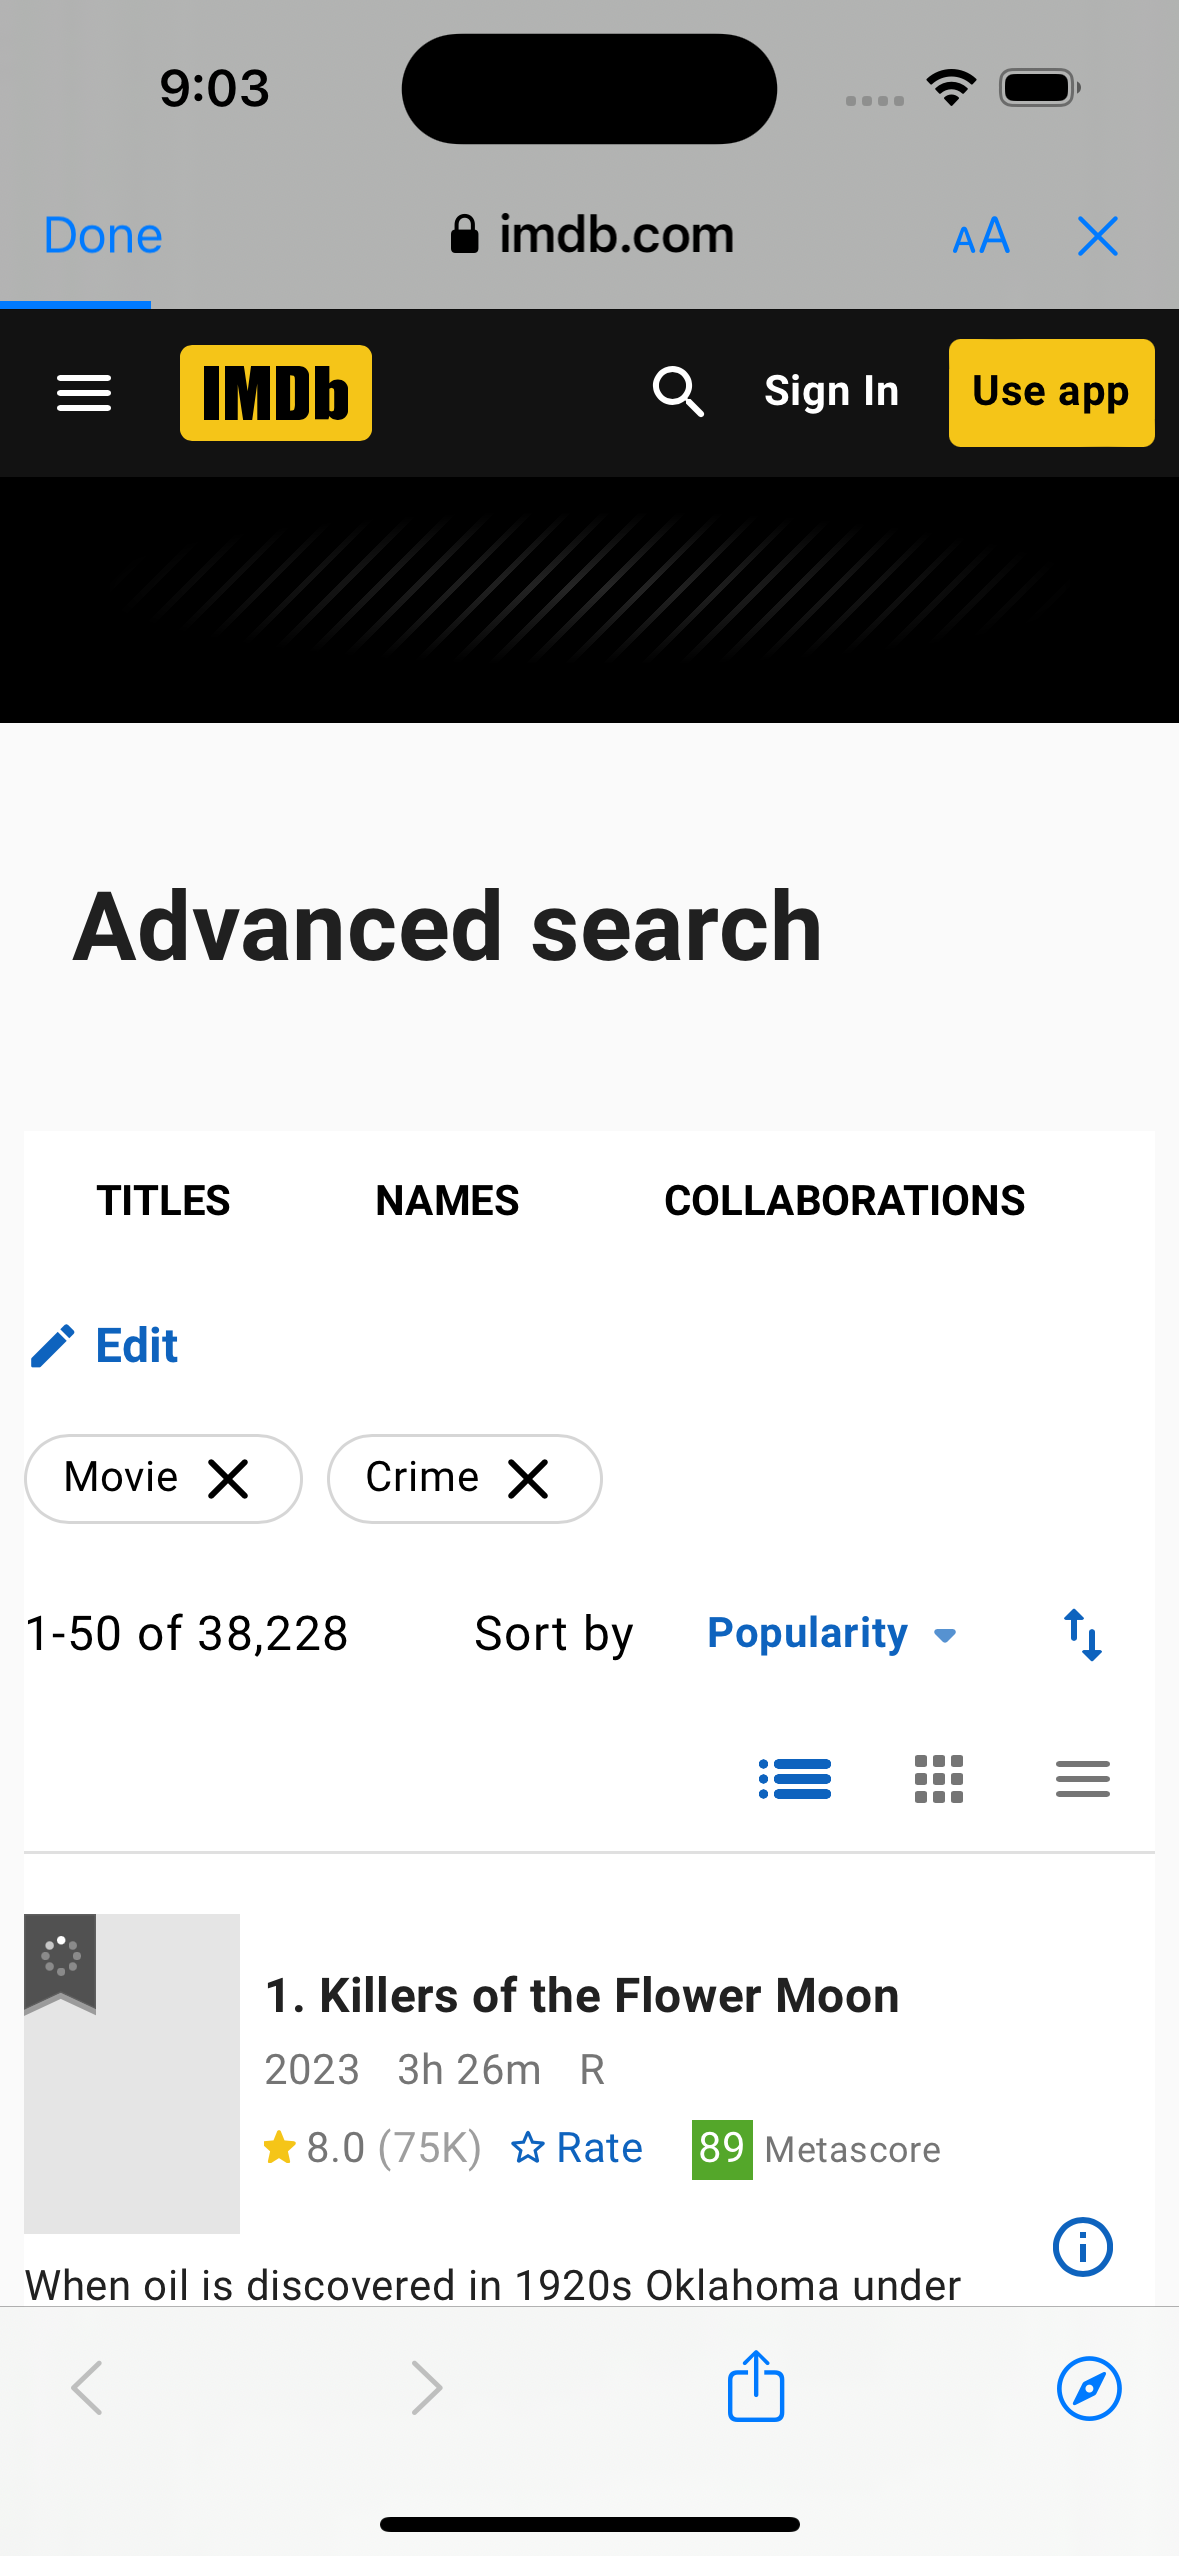 9:03
Done
imdb.com
AA
IMDb
Sign In
Use app
Advanced search
TITLES
NAMES
COLLABORATIONS
Edit
Movie
Crime
1-50 of 38,228
Sort by
Popularity
1. Killers of the Flower Moon
2023 3h 26m R
8.0 (75K) Rate 89 Metascore
When oil is discovered in 1920s Oklahoma under